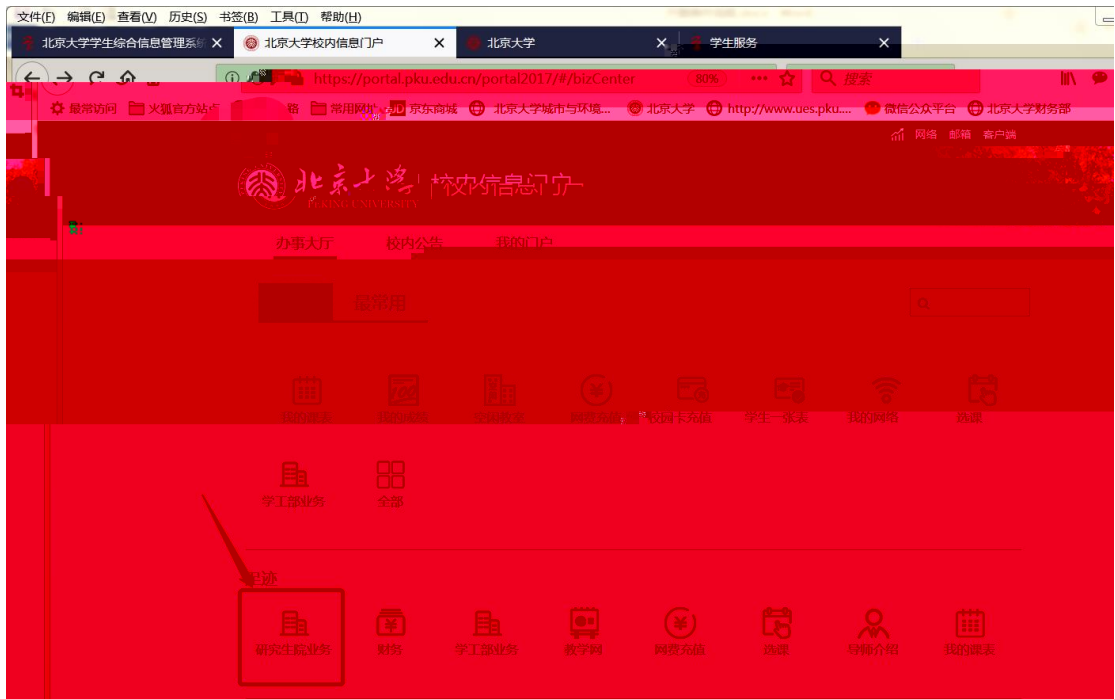 文件(F) 编辑(E) 查看(V) 历史(S) 书签(B) 工具(T) 帮助(H)
北京大学学生综合信息管理系统 北京大学校内信息门户 北京大学 学生服务
https://portal.pku.edu.cn/portal2017/#/bizCenter 80% 搜索
最常访问 火狐官方站点 常用网址 京东商城 北京大学城市与环境... 北京大学 http://www.ues.pku.... 微信公众平台 北京大学财务部
网络 邮箱 客户端
北京大学 校内信息门户
PEKING UNIVERSITY
办事大厅 校内公告 我的门户
最常用
我的课表 我的成绩 空闲教室 网费充值 校园卡充值 学生一张表 我的网络 选课
学工部业务 全部
足迹
研究生院业务 财务 学工部业务 教学网 网费充值 选课 导师介绍 我的课表